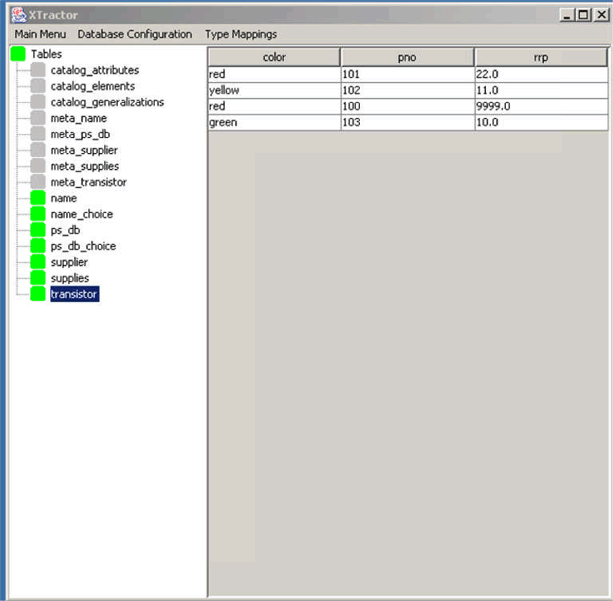 XTractor
Main Menu Database Configuration Type Mappings
Tables
catalog_attributes
catalog_elements
catalog_generalizations
meta_name
meta_ps_db
meta_supplier
meta_supplies
meta_transistor
name
name_choice
ps_db
ps_db_choice
supplier
supplies
transistor
color pno rrp
red 101 22.0
yellow 102 11.0
red 100 9999.0
green 103 10.0